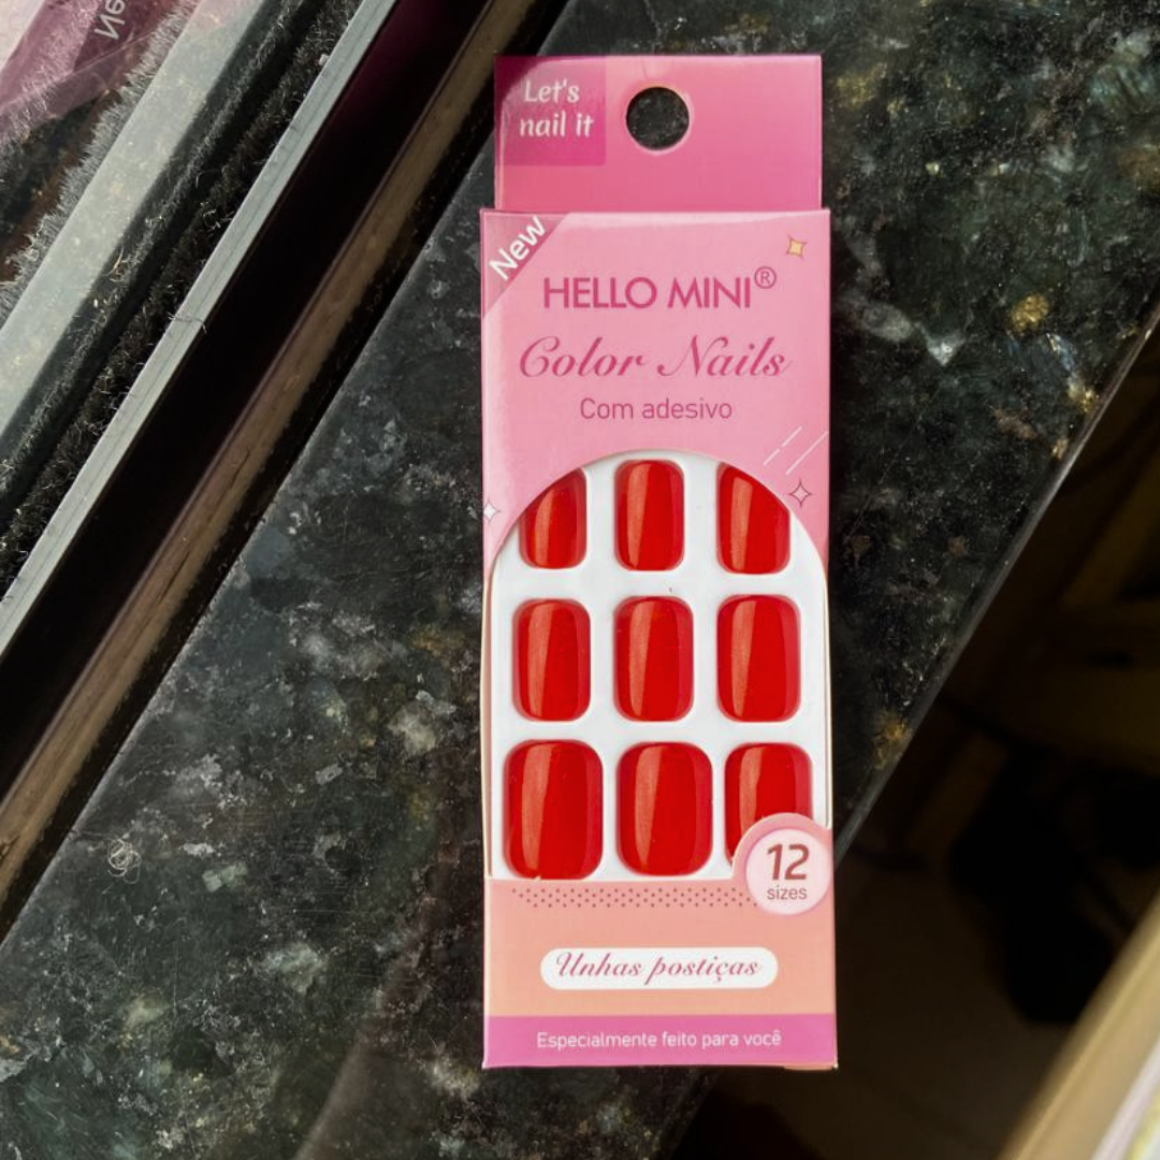 Let's
nail it
New
HELLO MINI®
Color Nails
Com adesivo
12
sizes
Unhas postiças
Especialmente feito para você